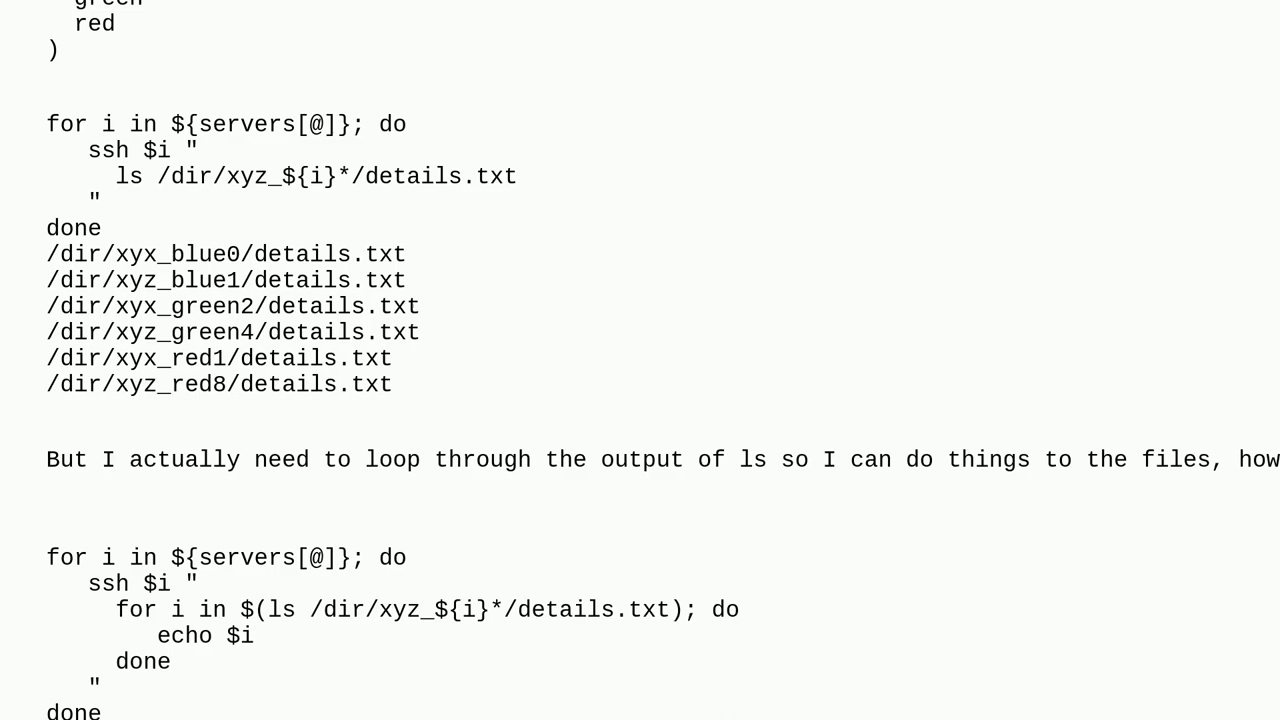 green
red
)
for i in ${servers[@]}; do
ssh $i "
ls /dir/xyz_${i}*/details.txt
"
done
/dir/xyx_blue0/details.txt
/dir/xyz_blue1/details.txt
/dir/xyx_green2/details.txt
/dir/xyz_green4/details.txt
/dir/xyx_red1/details.txt
/dir/xyz_red8/details.txt
But I actually need to loop through the output of ls so I can do things to the files, how
for i in ${servers[@]}; do
ssh $i "
for i in $(ls /dir/xyz_${i}*/details.txt); do
echo $i
done
"
done